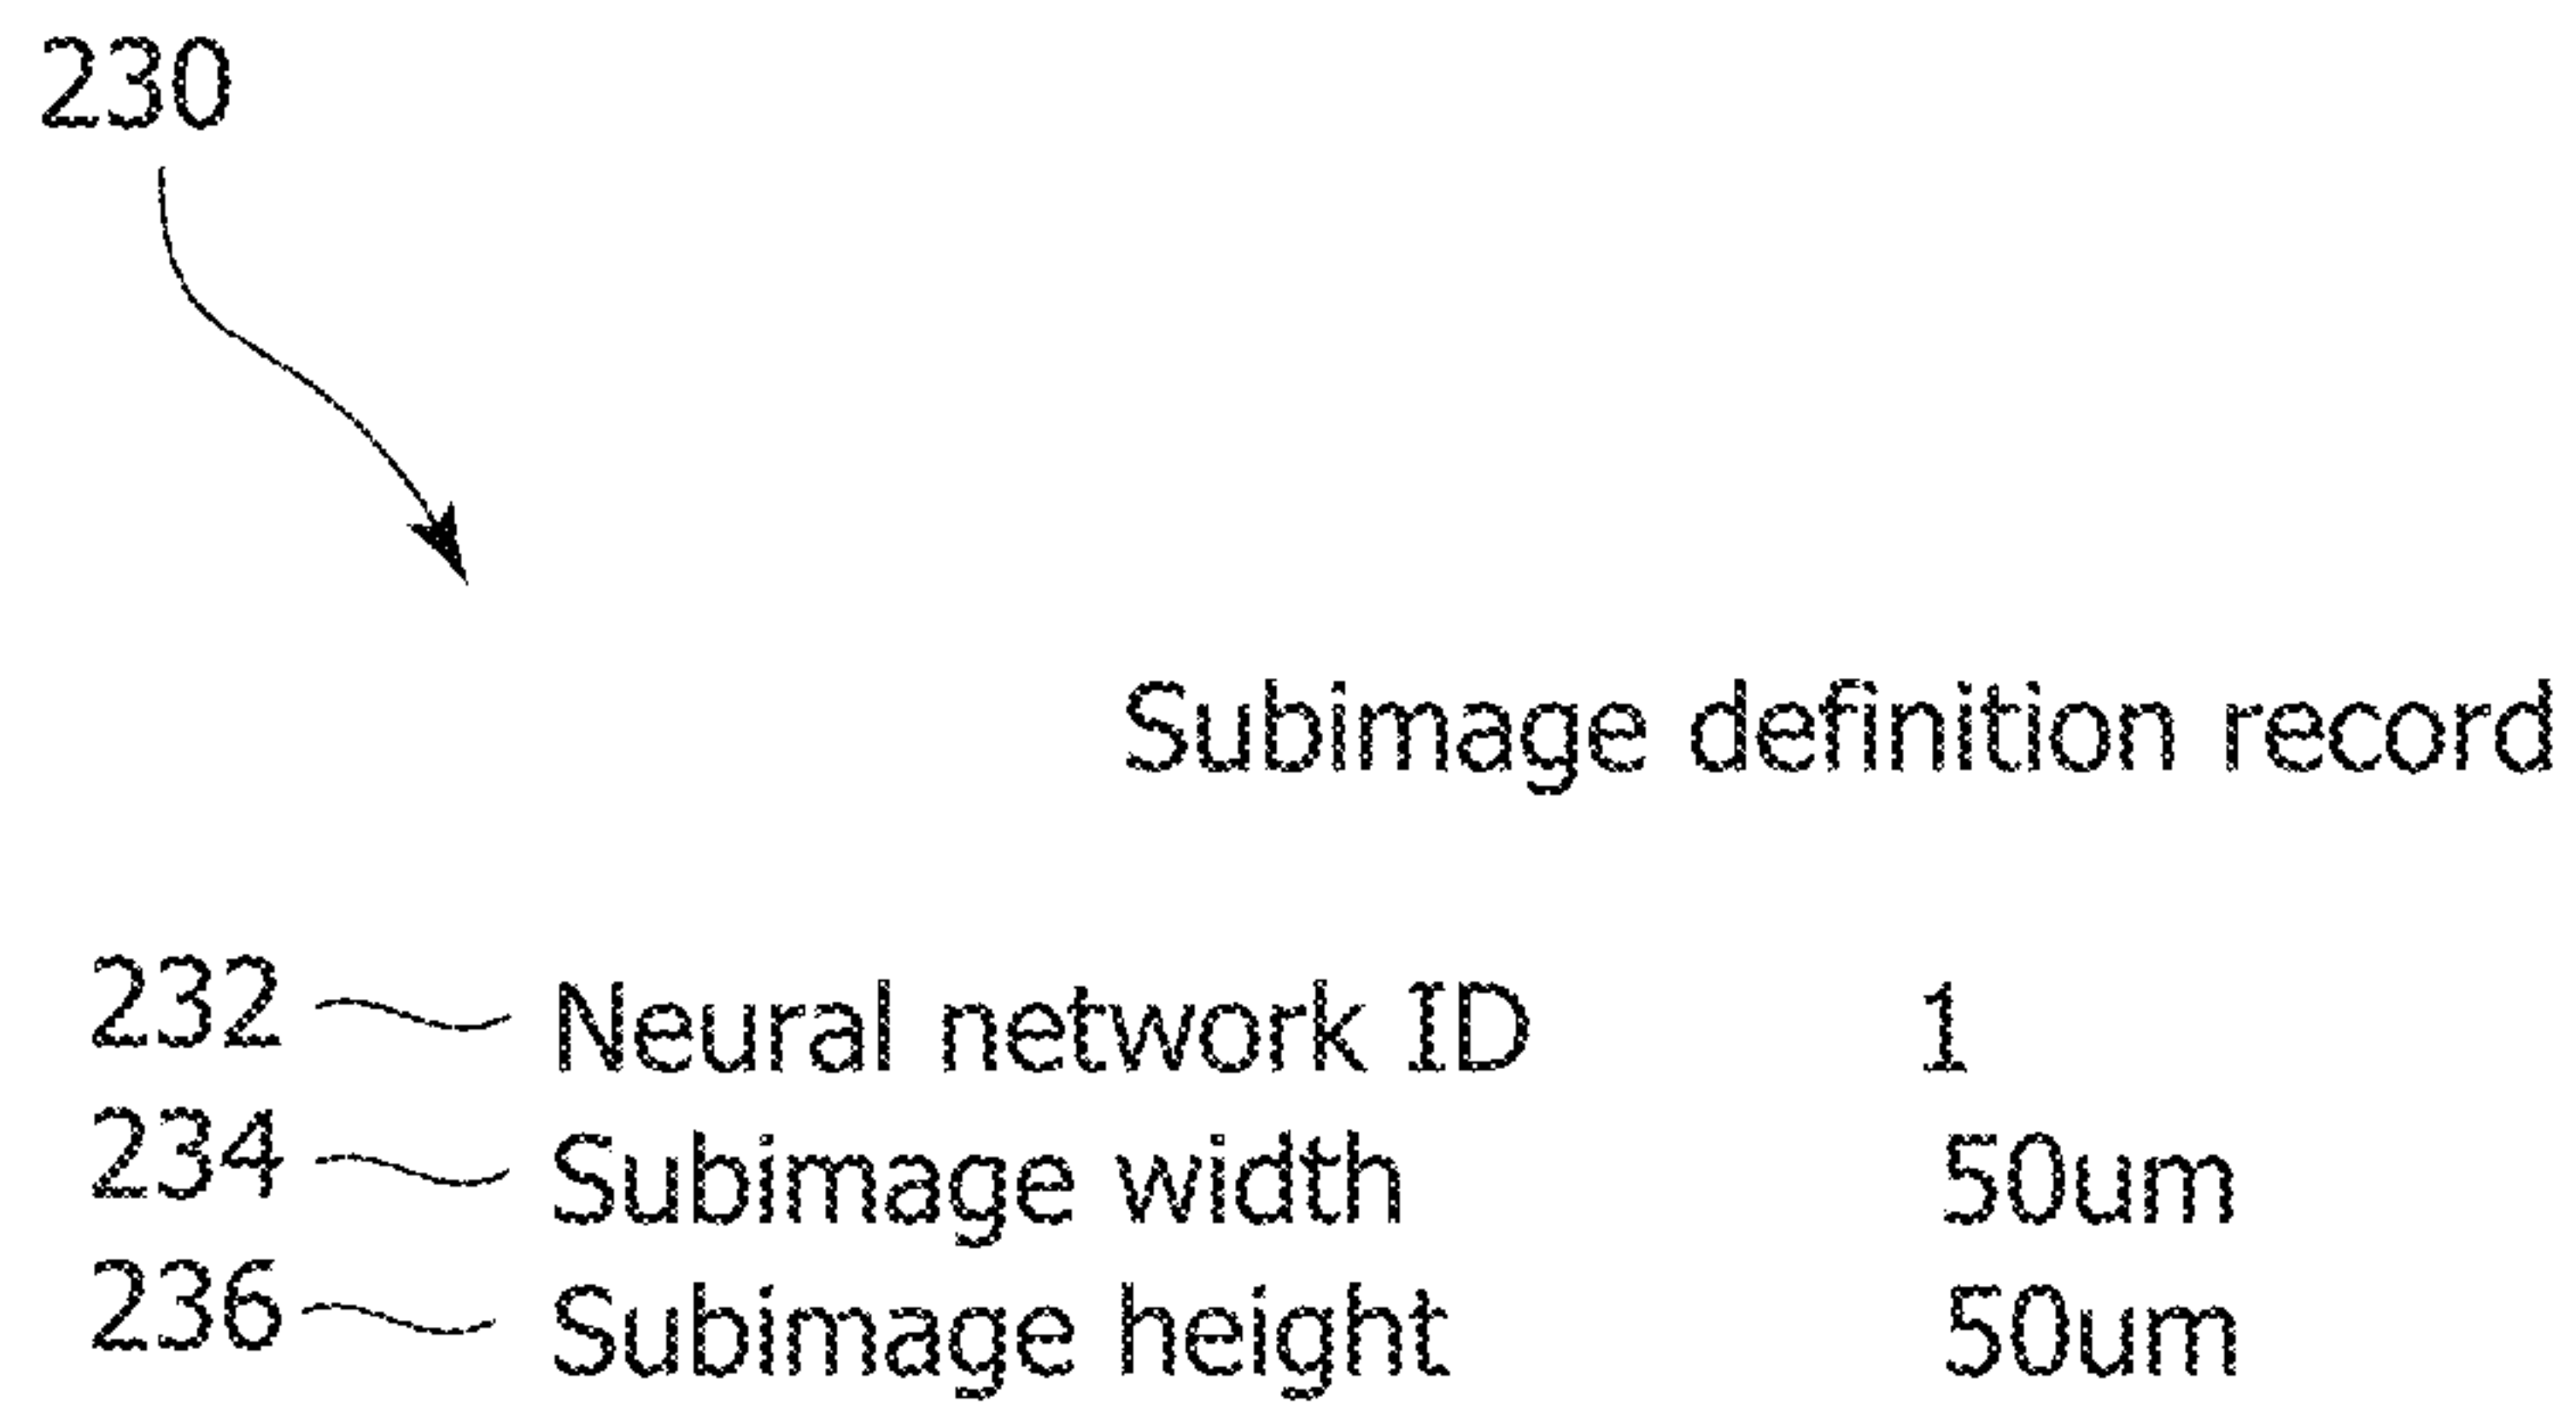 230
Subimage definition record
232 Neural network ID 1
234 Subimage width 50um
236 Subimage height 50um